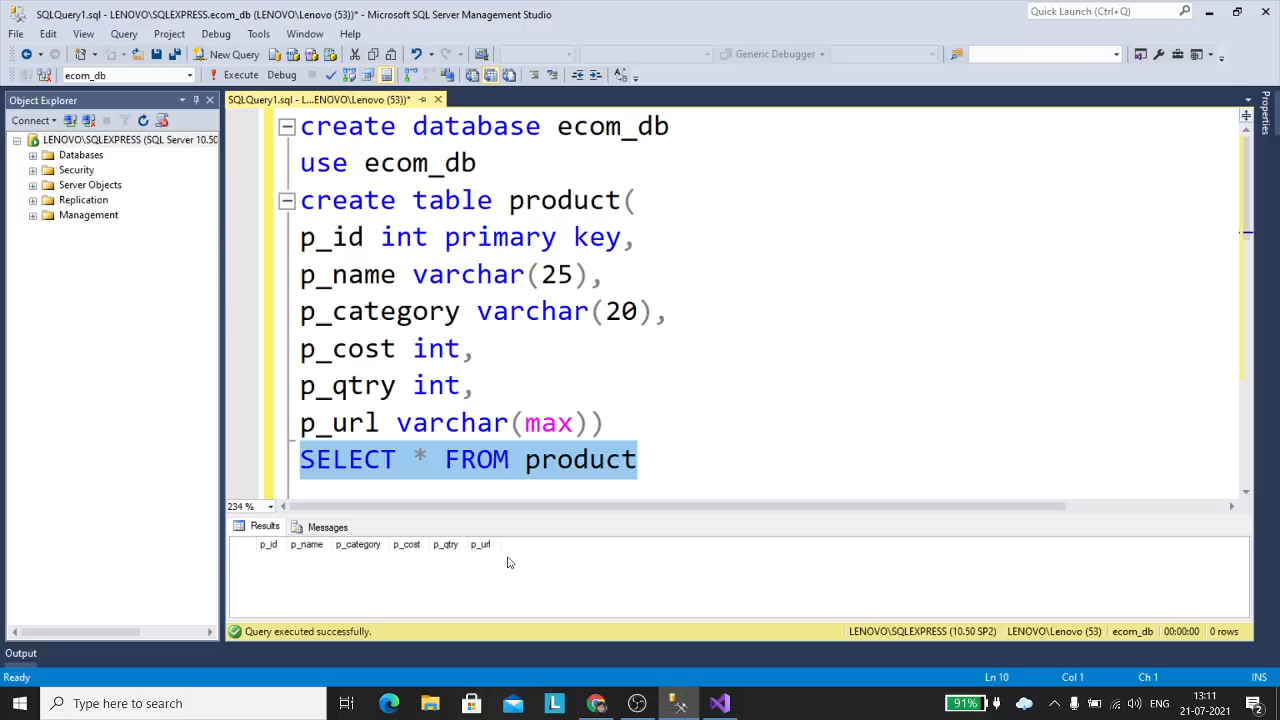 SQLQuery1.sql - LENOVO\SQLEXPRESS.ecom_db (LENOVO\Lenovo (53))* - Microsoft SQL Server Management Studio
Quick Launch (Ctrl+Q)
File Edit View Query Project Debug Tools Window Help
New Query
Generic Debugger
ecom_db
Execute Debug
Object Explorer
SQLQuery1.sql - L...ENOVO\Lenovo (53))*
Properties
Connect
LENOVO\SQLEXPRESS (SQL Server 10.50
Databases
Security
Server Objects
Replication
Management
create database ecom_db
use ecom_db
create table product(
p_id int primary key,
p_name varchar(25),
p_category varchar(20),
p_cost int,
p_qtry int,
p_url varchar(max))
SELECT * FROM product
234 %
Results Messages
p_id p_name p_category p_cost p_qtry p_url
Query executed successfully.
LENOVO\SQLEXPRESS (10.50 SP2) LENOVO\Lenovo (53) ecom_db 00:00:00 0 rows
Output
Ready Ln 10 Col 1 Ch 1 INS
Type here to search
L
91%
ENG
13:11
21-07-2021
2